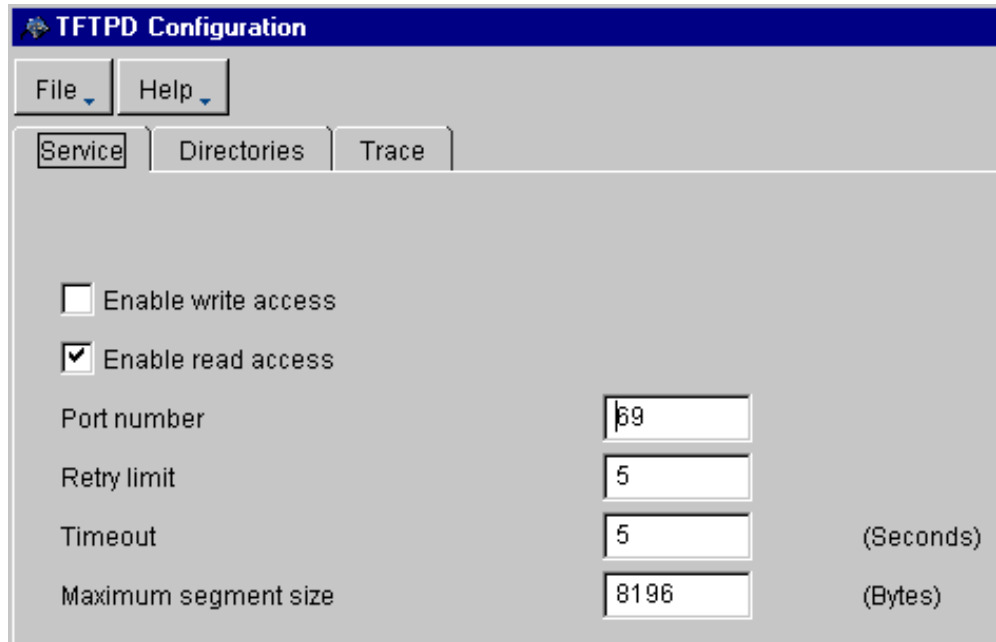 TFTPD Configuration
File Help
Service Directories Trace
Enable write access
Enable read access
Port number 69
Retry limit 5
Timeout 5 (Seconds)
Maximum segment size 8196 (Bytes)